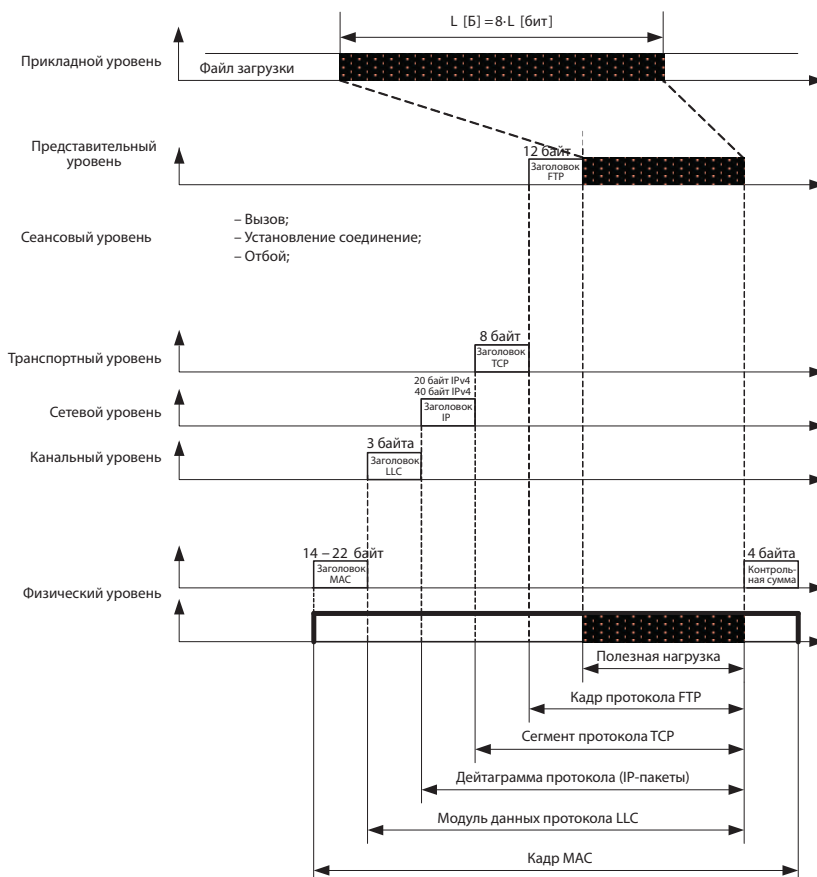 L [Б] = 8·L [бит]
Прикладной уровень
Файл загрузки
Представительный
уровень
12 байт
Заголовок
FTP
Сеансовый уровень
– Вызов;
– Установление соединение;
– Отбой;
Транспортный уровень
8 байт
Заголовок
TCP
Сетевой уровень
20 байт IPv4
40 байт IPv4
Заголовок
IP
Канальный уровень
3 байта
Заголовок
LLC
Физический уровень
14 – 22 байт
Заголовок
MAC
4 байта
Контроль-
ная сумма
Полезная нагрузка
Кадр протокола FTP
Сегмент протокола TCP
Дейтаграмма протокола (IP-пакеты)
Модуль данных протокола LLC
Кадр MAC